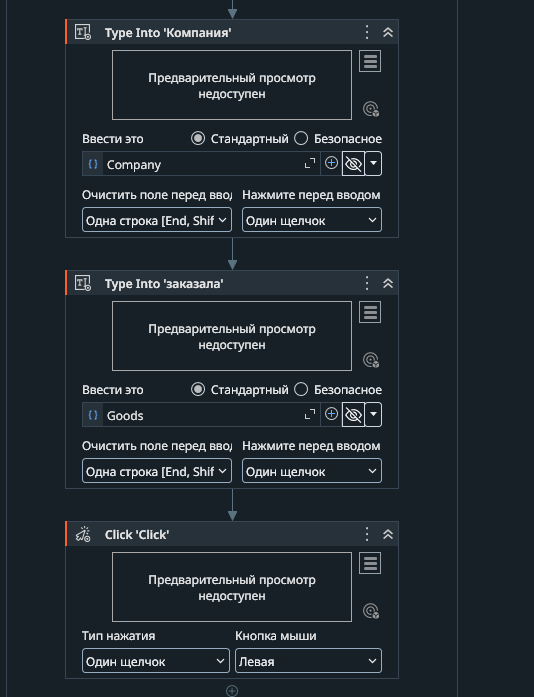 Type Into 'Компания'
Предварительный просмотр
недоступен
Ввести это
Стандартный
Безопасное
Company
Очистить поле перед ввод
Нажмите перед вводом
Одна строка [End, Shif
Один щелчок
Type Into 'заказала'
Предварительный просмотр
недоступен
Ввести это
Стандартный
Безопасное
Goods
Очистить поле перед ввод
Нажмите перед вводом
Одна строка [End, Shif
Один щелчок
Click 'Click'
Предварительный просмотр
недоступен
Тип нажатия
Кнопка мыши
Один щелчок
Левая